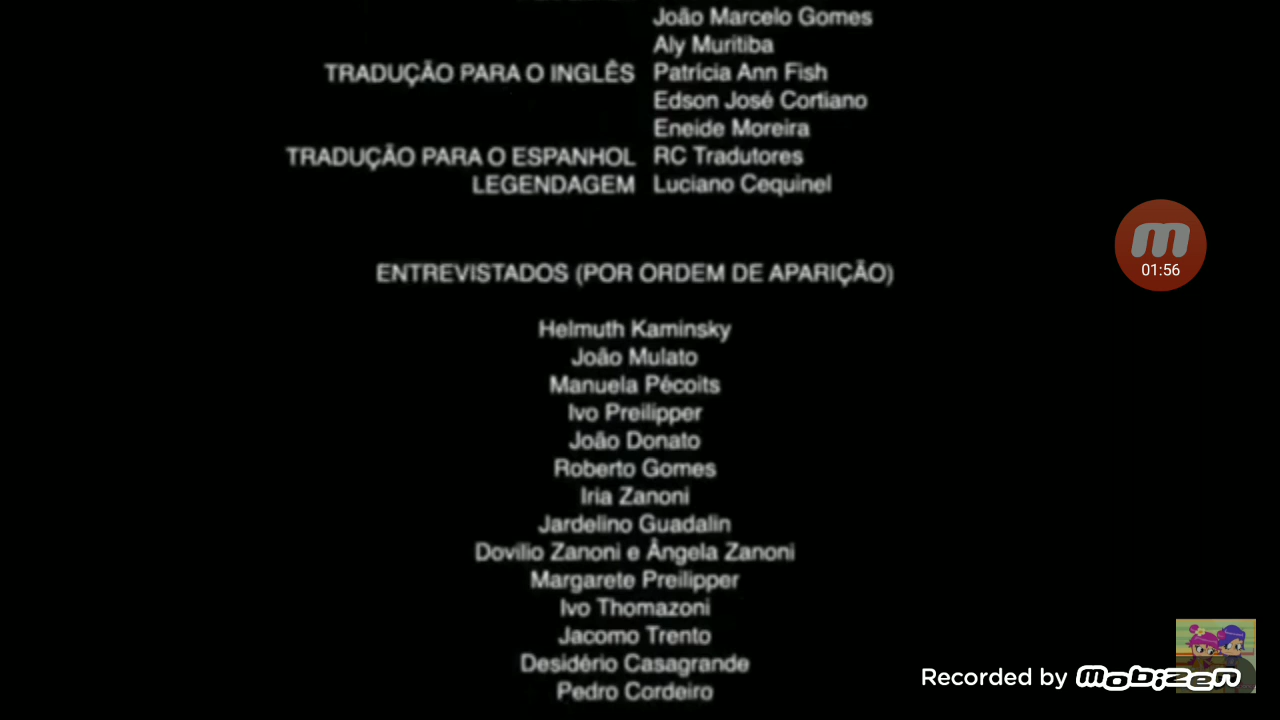 João Marcelo Gomes
Aly Muritiba
TRADUÇÃO PARA O INGLÊS Patrícia Ann Fish
Edson José Cortiano
Eneide Moreira
TRADUÇÃO PARA O ESPANHOL RC Tradutores
LEGENDAGEM Luciano Cequinel
ENTREVISTADOS (POR ORDEM DE APARIÇÃO)
Helmuth Kaminsky
João Mulato
Manuela Pécoits
Ivo Preilipper
João Donato
Roberto Gomes
Iria Zanoni
Jardelino Guadalin
Dovilio Zanoni e Ângela Zanoni
Margarete Preilipper
Ivo Thomazoni
Jacomo Trento
Desidério Casagrande
Pedro Cordeiro
m
01:56
Recorded by mobizen